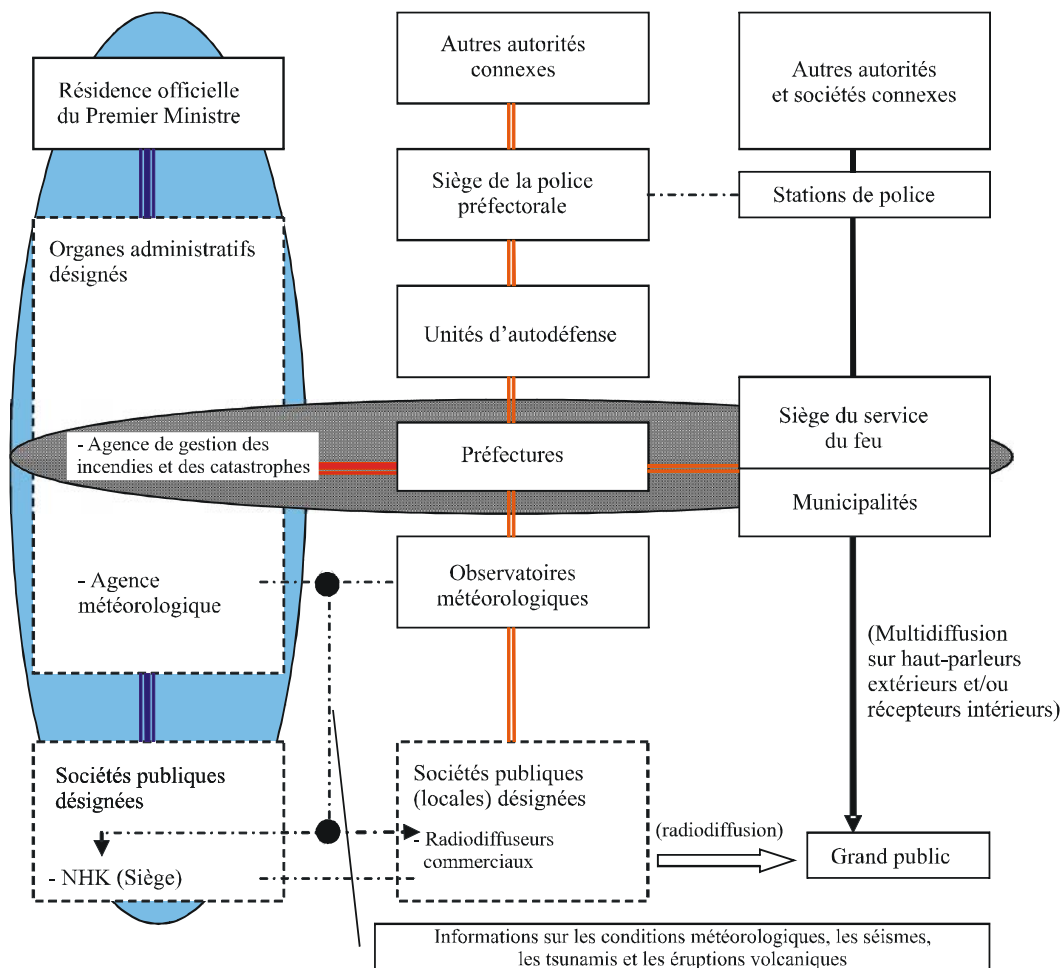 Résidence officielle
du Premier Ministre
Organes administratifs
désignés
- Agence de gestion des
incendies et des catastrophes
- Agence
météorologique
Sociétés publiques
désignées
- NHK (Siège)
Autres autorités
connexes
Siège de la police
préfectorale
Unités d'autodéfense
Préfectures
Observatoires
météorologiques
Sociétés publiques
(locales) désignées
- Radiodiffuseurs
commerciaux
Autres autorités
et sociétés connexes
Stations de police
Siège du service
du feu
Municipalités
(Multidiffusion
sur haut-parleurs
extérieurs et/ou
récepteurs intérieurs)
(radiodiffusion)
Grand public
Informations sur les conditions météorologiques, les séismes,
les tsunamis et les éruptions volcaniques